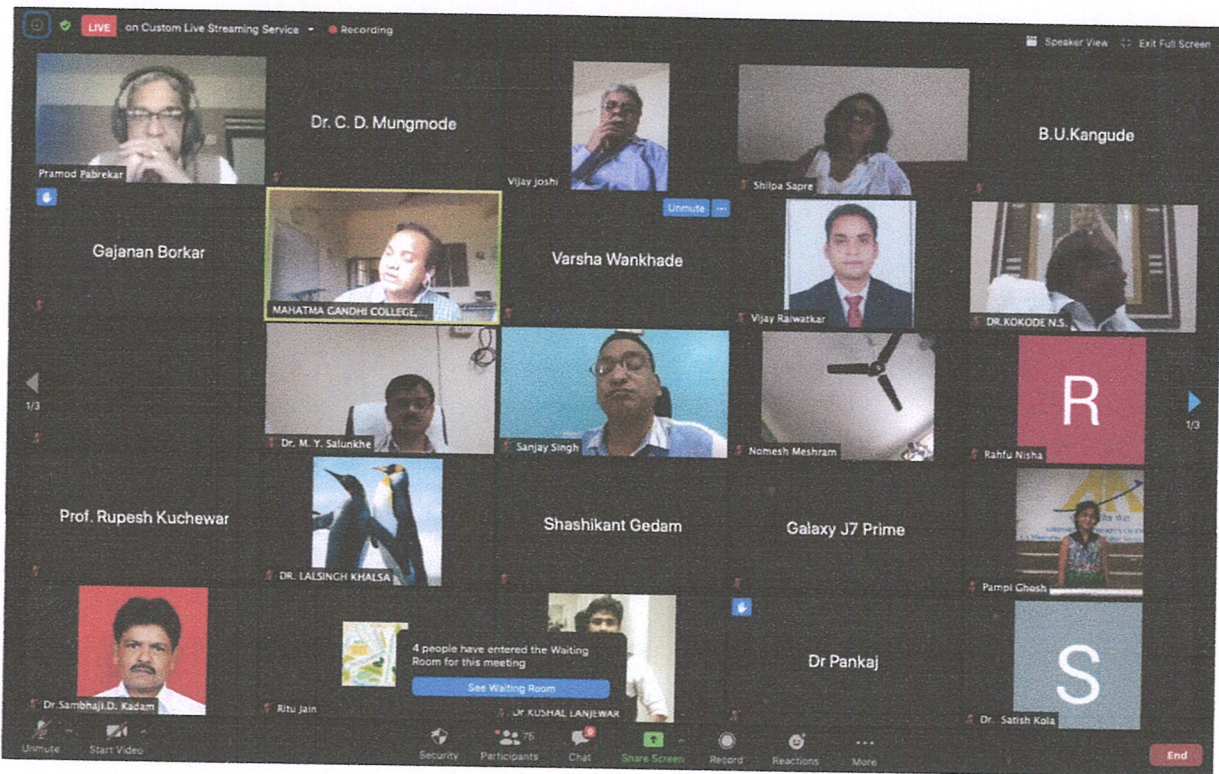 LIVE on Custom Live Streaming Service Recording
Speaker View Exit Full Screen
Pramod Pabrekar
Dr. C. D. Mungmode
Vijay joshi
Shilpa Sapre
B.U.Kangude
Gajanan Borkar
MAHATMA GANDHI COLLEGE,...
Unmute ...
Varsha Wankhade
Vijay Raiwatkar
DR.KOKODE N.S.
1/3
Dr. M. Y. Salunkhe
Sanjay Singh
Nomesh Meshram
R
Rahfu Nisha
1/3
Prof. Rupesh Kuchewar
DR. LALSINGH KHALSA
Shashikant Gedam
Galaxy J7 Prime
Pampi Ghosh
Dr.Sambhaji.D. Kadam
Ritu Jain
4 people have entered the Waiting
Room for this meeting
See Waiting Room
Dr KUSHAL LANJEWAR
Dr Pankaj
S
Dr. Satish Kola
Unmute
Start Video
Security
Participants 75
Chat 9
Share Screen
Record
Reactions
More
End